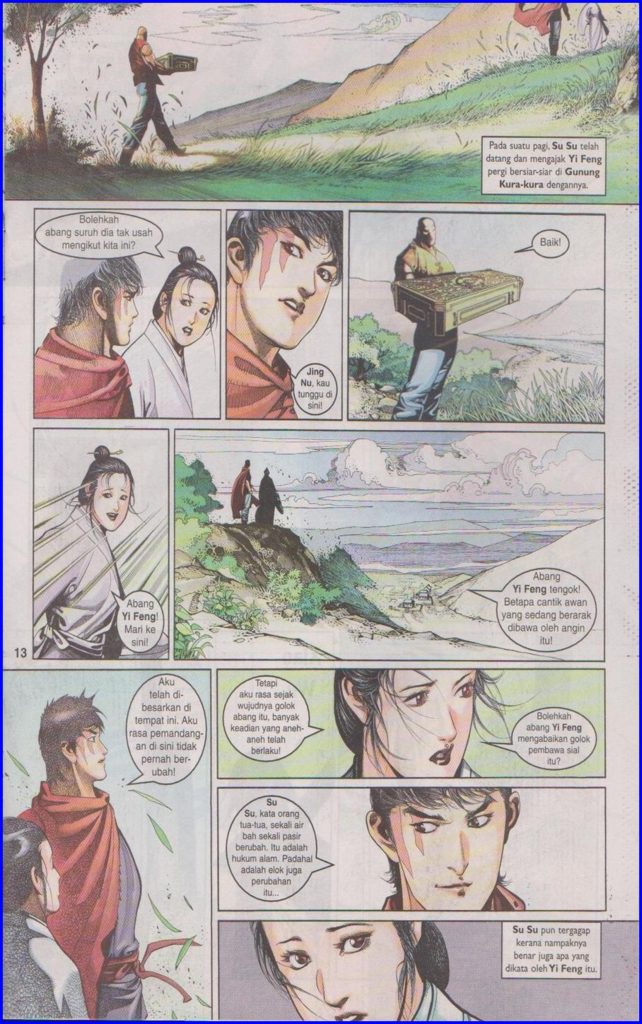 Pada suatu pagi, Su Su telah
datang dan mengajak Yi Feng
pergi bersiar-siar di Gunung
Kura-kura dengannya.
Bolehkah
abang suruh dia tak usah
mengikut kita ini?
Jing
Nu, kau
tunggu di
sini!
Baik!
Abang
Yi Feng!
Mari ke
sini!
Abang
Yi Feng tengok!
Betapa cantik awan
yang sedang berarak
dibawa oleh angin
itu!
13
Aku
telah di-
besarkan di
tempat ini. Aku
rasa pemandang-
an di sini tidak
pernah ber-
ubah!
Tetapi
aku rasa sejak
wujudnya golok
abang itu, banyak
keadian yang aneh-
aneh telah
berlaku!
Bolehkah
abang Yi Feng
mengabaikan golok
pembawa sial
itu?
Su
Su, kata orang
tua-tua, sekali air
bah sekali pasir
berubah. Itu adalah
hukum alam. Padahal
adalah elok juga
perubahan
itu...
Su Su pun tergagap
kerana nampaknya
benar juga apa yang
dikata oleh Yi Feng itu.